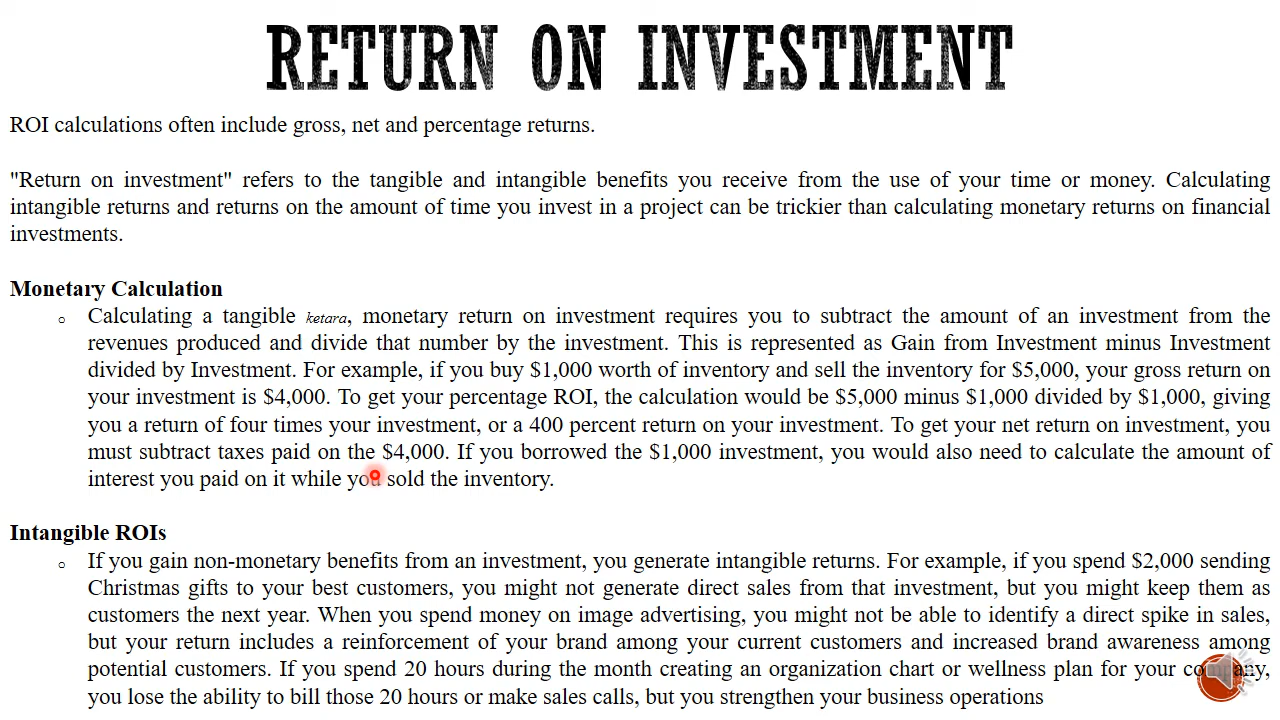 RETURN ON INVESTMENT
ROI calculations often include gross, net and percentage returns.
"Return on investment" refers to the tangible and intangible benefits you receive from the use of your time or money. Calculating
intangible returns and returns on the amount of time you invest in a project can be trickier than calculating monetary returns on financial
investments.
Monetary Calculation
Calculating a tangible ketara, monetary return on investment requires you to subtract the amount of an investment from the
revenues produced and divide that number by the investment. This is represented as Gain from Investment minus Investment
divided by Investment. For example, if you buy $1,000 worth of inventory and sell the inventory for $5,000, your gross return on
your investment is $4,000. To get your percentage ROI, the calculation would be $5,000 minus $1,000 divided by $1,000, giving
you a return of four times your investment, or a 400 percent return on your investment. To get your net return on investment, you
must subtract taxes paid on the $4,000. If you borrowed the $1,000 investment, you would also need to calculate the amount of
interest you paid on it while you sold the inventory.
Intangible ROIs
If you gain non-monetary benefits from an investment, you generate intangible returns. For example, if you spend $2,000 sending
Christmas gifts to your best customers, you might not generate direct sales from that investment, but you might keep them as
customers the next year. When you spend money on image advertising, you might not be able to identify a direct spike in sales,
but your return includes a reinforcement of your brand among your current customers and increased brand awareness among
potential customers. If you spend 20 hours during the month creating an organization chart or wellness plan for your company,
you lose the ability to bill those 20 hours or make sales calls, but you strengthen your business operations